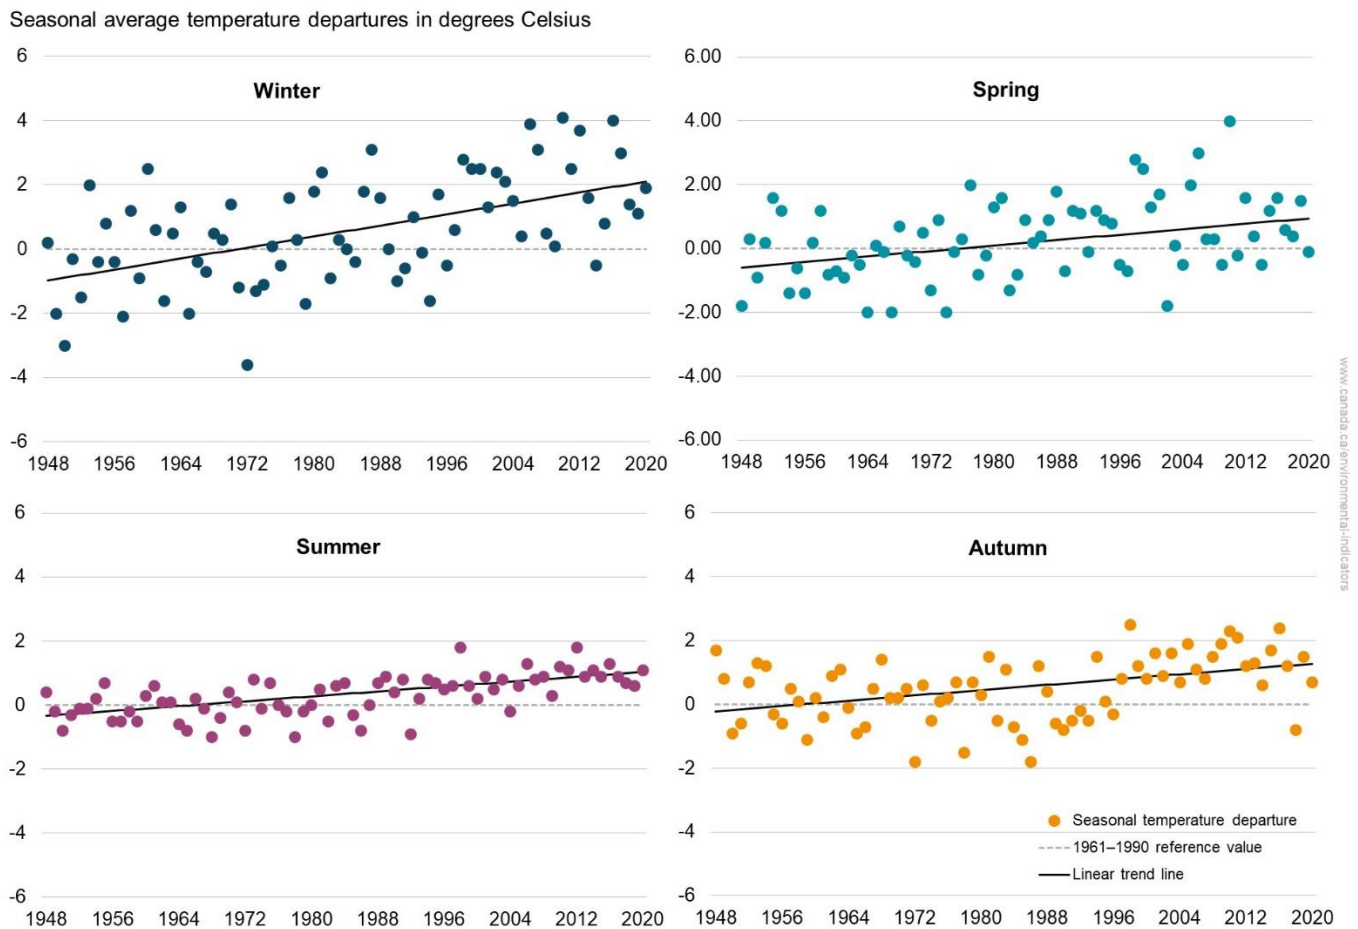 Seasonal average temperature departures in degrees Celsius
Winter
6
4
2
0
-2
-4
-6
1948 1956 1964 1972 1980 1988 1996 2004 2012 2020
Spring
6.00
4.00
2.00
0.00
-2.00
-4.00
-6.00
1948 1956 1964 1972 1980 1988 1996 2004 2012 2020
Summer
6
4
2
0
-2
-4
-6
1948 1956 1964 1972 1980 1988 1996 2004 2012 2020
Autumn
6
4
2
0
-2
-4
-6
1948 1956 1964 1972 1980 1988 1996 2004 2012 2020
Seasonal temperature departure
1961–1990 reference value
Linear trend line
www.canada.ca/environmental-indicators